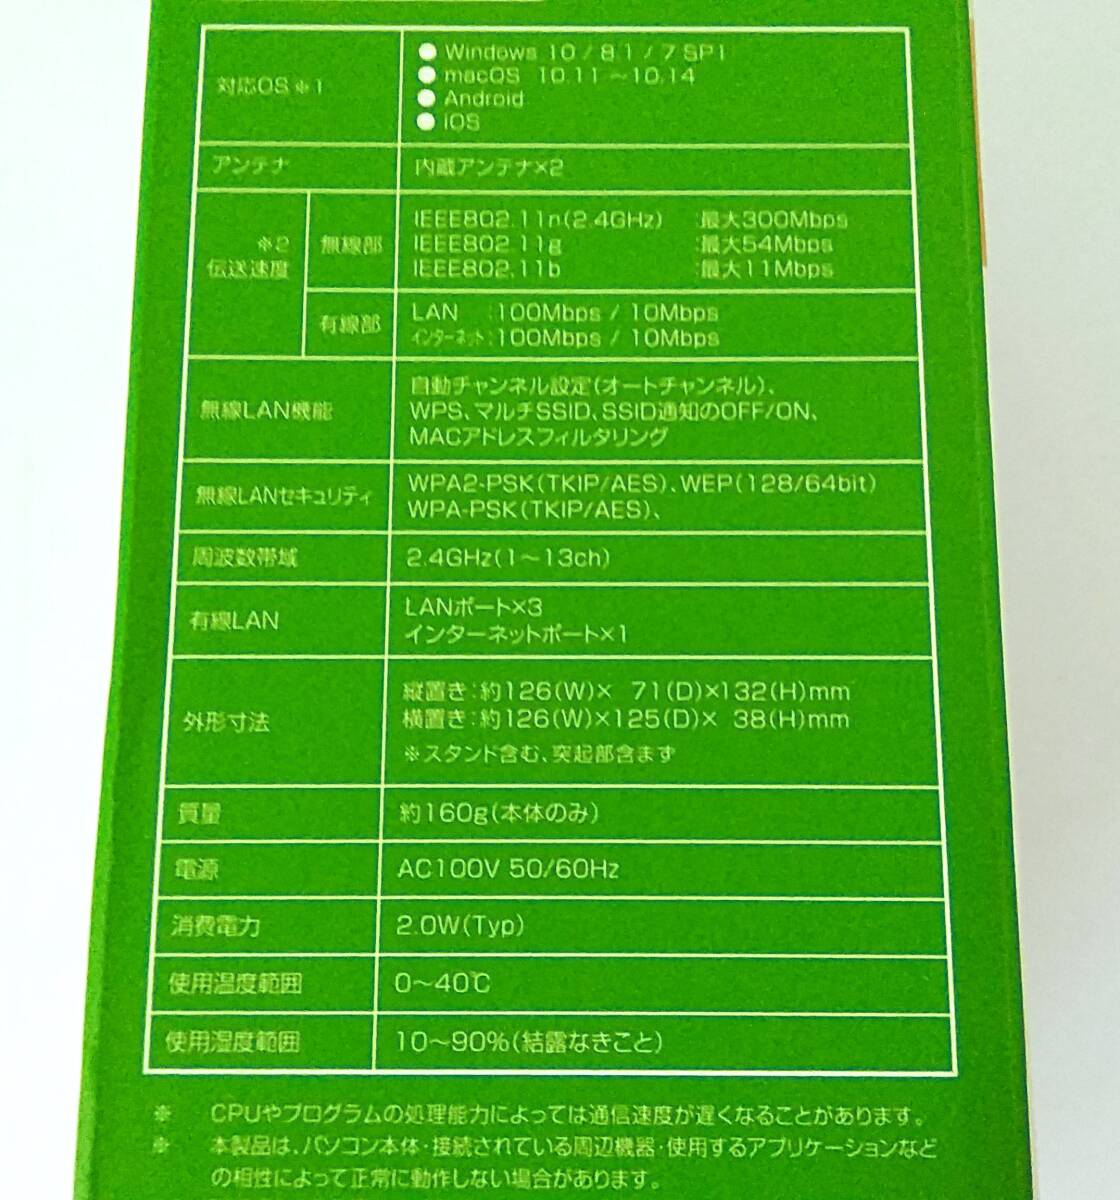 対応OS ※1
● Windows 10 / 8.1 / 7 SP1
● macOS 10.11 ～10.14
● Android
● iOS
アンテナ 内蔵アンテナ×2
※2
伝送速度
無線部
IEEE802.11n(2.4GHz) :最大300Mbps
IEEE802.11g :最大54Mbps
IEEE802.11b :最大11Mbps
有線部
LAN :100Mbps / 10Mbps
インターネット:100Mbps / 10Mbps
無線LAN機能
自動チャンネル設定(オートチャンネル)、
WPS、マルチSSID、SSID通知のOFF/ON、
MACアドレスフィルタリング
無線LANセキュリティ
WPA2-PSK(TKIP/AES)、WEP(128/64bit)
WPA-PSK(TKIP/AES)、
周波数帯域 2.4GHz(1～13ch)
有線LAN
LANポート×3
インターネットポート×1
外形寸法
縦置き:約126(W)× 71(D)×132(H)mm
横置き:約126(W)×125(D)× 38(H)mm
※スタンド含む、突起部含まず
質量 約160g(本体のみ)
電源 AC100V 50/60Hz
消費電力 2.0W(Typ)
使用温度範囲 0～40℃
使用湿度範囲 10～90%(結露なきこと)
※ CPUやプログラムの処理能力によっては通信速度が遅くなることがあります。
※ 本製品は、パソコン本体・接続されている周辺機器・使用するアプリケーションなど
の相性によって正常に動作しない場合があります。